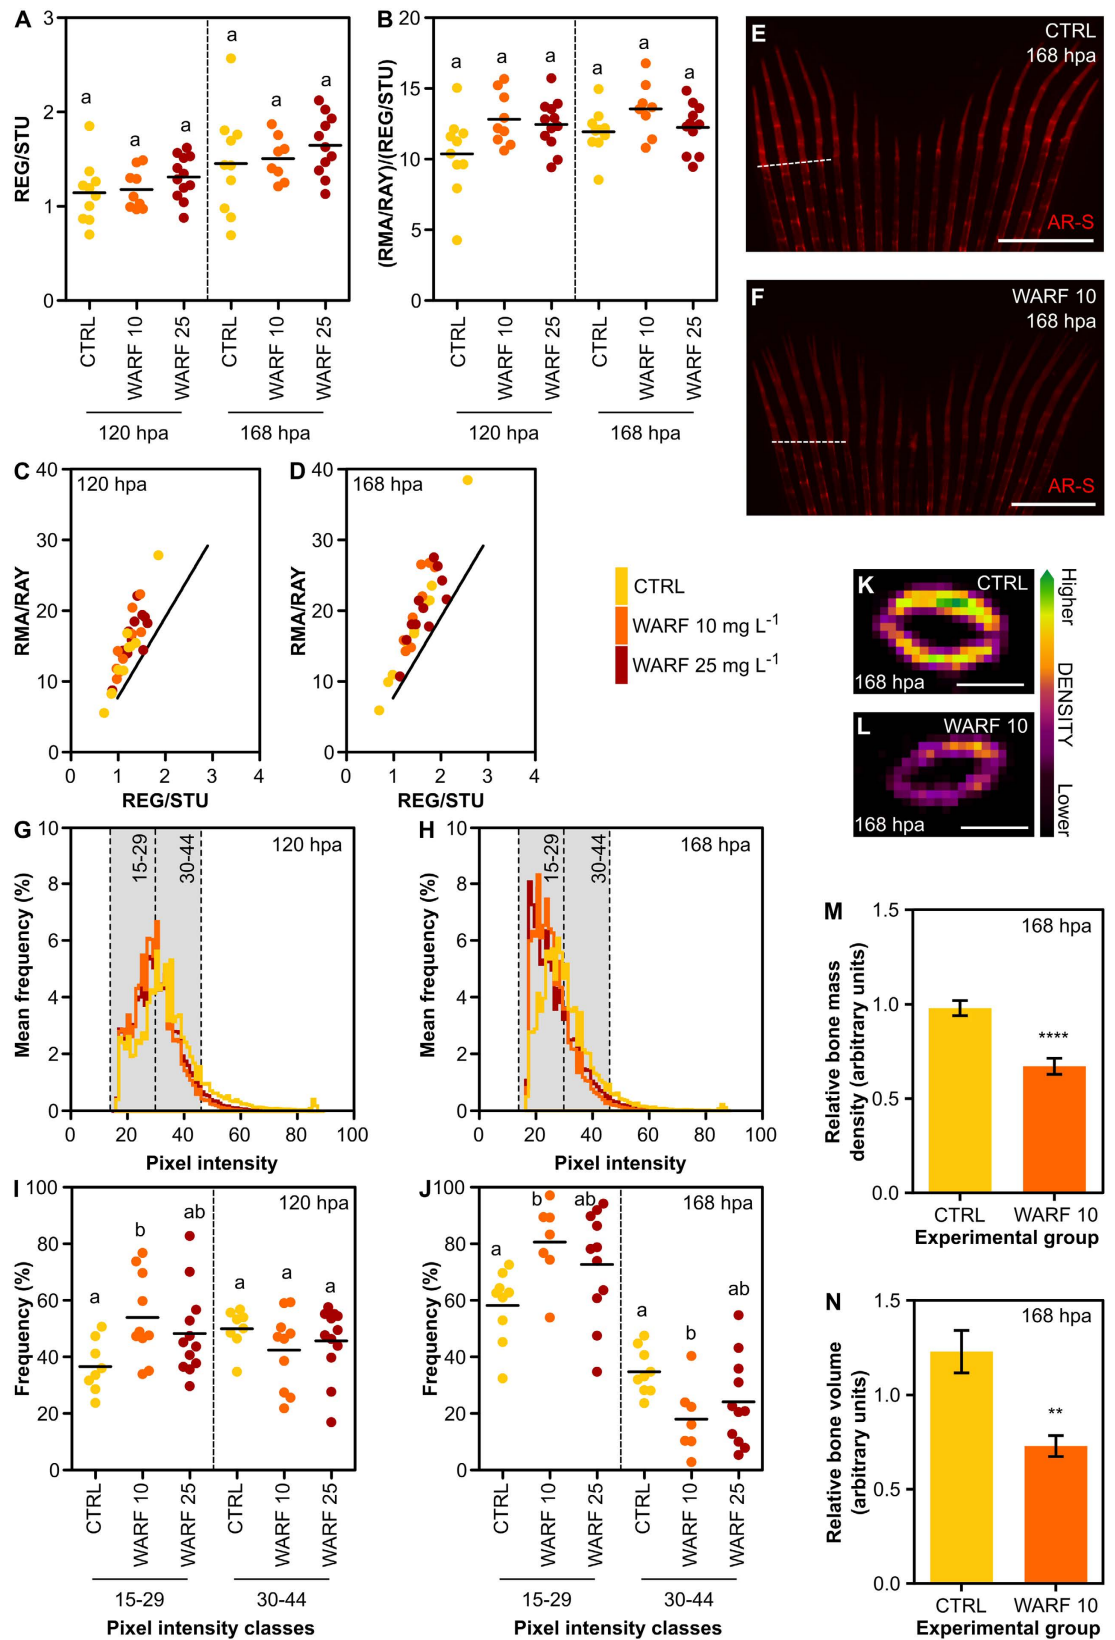 A
3
2
1
0
REG/STU
a
a
a
a
a
a
CTRL
WARF 10
WARF 25
CTRL
WARF 10
WARF 25
120 hpa
168 hpa
B
20
15
10
5
0
(RMA/RAY)/(REG/STU)
a
a
a
a
a
a
CTRL
WARF 10
WARF 25
CTRL
WARF 10
WARF 25
120 hpa
168 hpa
E
CTRL
168 hpa
AR-S
F
WARF 10
168 hpa
AR-S
C
40
30
20
10
0
RMA/RAY
120 hpa
0
1
2
3
4
REG/STU
D
40
30
20
10
0
RMA/RAY
168 hpa
0
1
2
3
4
REG/STU
CTRL
WARF 10 mg L-1
WARF 25 mg L-1
K
CTRL
168 hpa
L
WARF 10
168 hpa
Higher
DENSITY
Lower
G
10
8
6
4
2
0
Mean frequency (%)
15-29
30-44
120 hpa
0
20
40
60
80
100
Pixel intensity
H
10
8
6
4
2
0
Mean frequency (%)
15-29
30-44
168 hpa
0
20
40
60
80
100
Pixel intensity
M
1.5
1.0
0.5
0.0
Relative bone mass
density (arbitrary units)
168 hpa
****
CTRL
WARF 10
Experimental group
I
100
80
60
40
20
0
Frequency (%)
120 hpa
a
b
ab
a
a
a
CTRL
WARF 10
WARF 25
CTRL
WARF 10
WARF 25
15-29
30-44
Pixel intensity classes
J
100
80
60
40
20
0
Frequency (%)
168 hpa
a
b
ab
a
b
ab
CTRL
WARF 10
WARF 25
CTRL
WARF 10
WARF 25
15-29
30-44
Pixel intensity classes
N
1.5
1.0
0.5
0.0
Relative bone volume
(arbitrary units)
168 hpa
**
CTRL
WARF 10
Experimental group